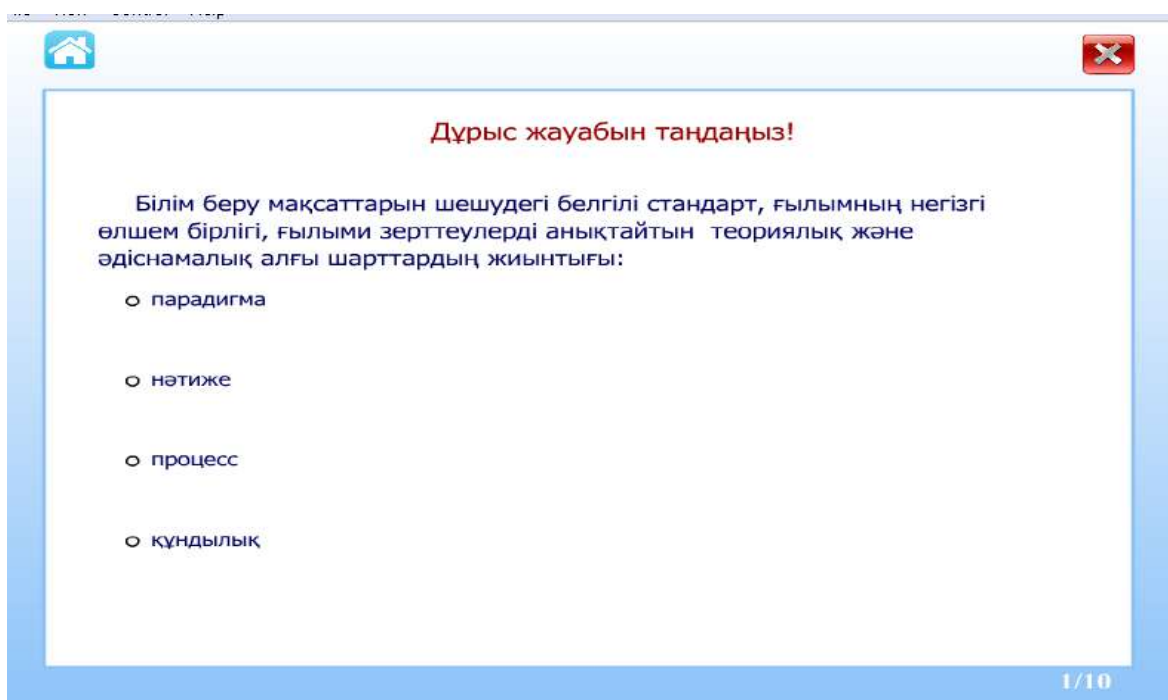 Дұрыс жауабын таңдаңыз!
Білім беру мақсаттарын шешудегі белгілі стандарт, ғылымның негізгі
өлшем бірлігі, ғылыми зерттеулерді анықтайтын теориялық және
әдіснамалық алғы шарттардың жиынтығы:
парадигма
нәтиже
процесс
құндылық
1/10